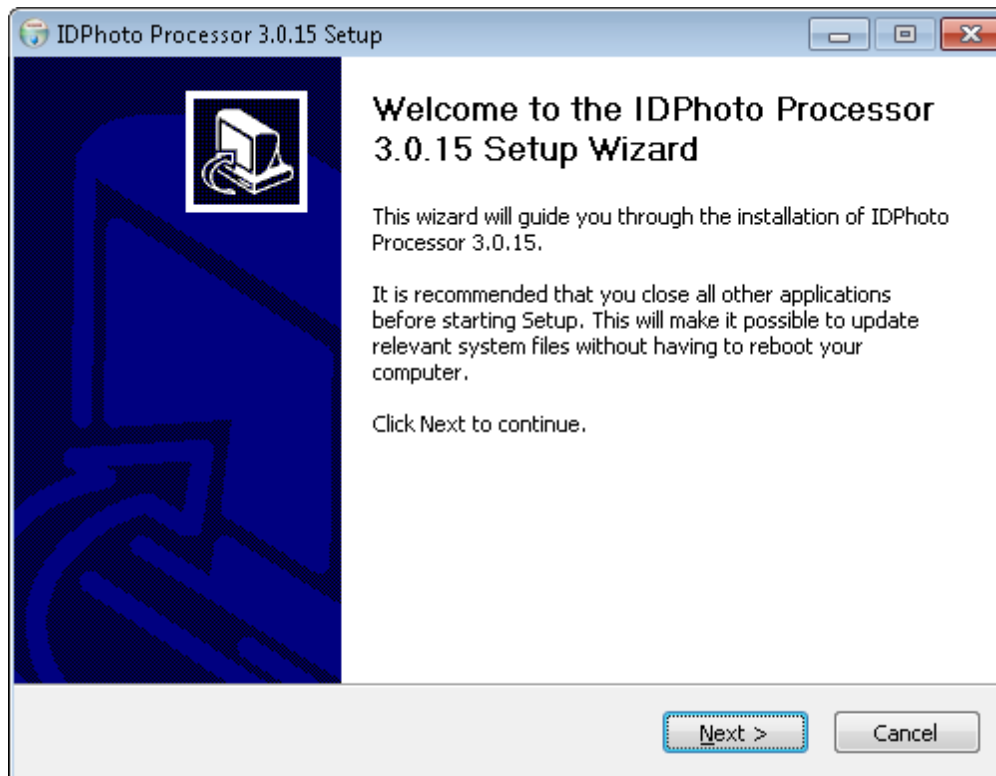 IDPhoto Processor 3.0.15 Setup
Welcome to the IDPhoto Processor
3.0.15 Setup Wizard
This wizard will guide you through the installation of IDPhoto
Processor 3.0.15.
It is recommended that you close all other applications
before starting Setup. This will make it possible to update
relevant system files without having to reboot your
computer.
Click Next to continue.
Next >
Cancel